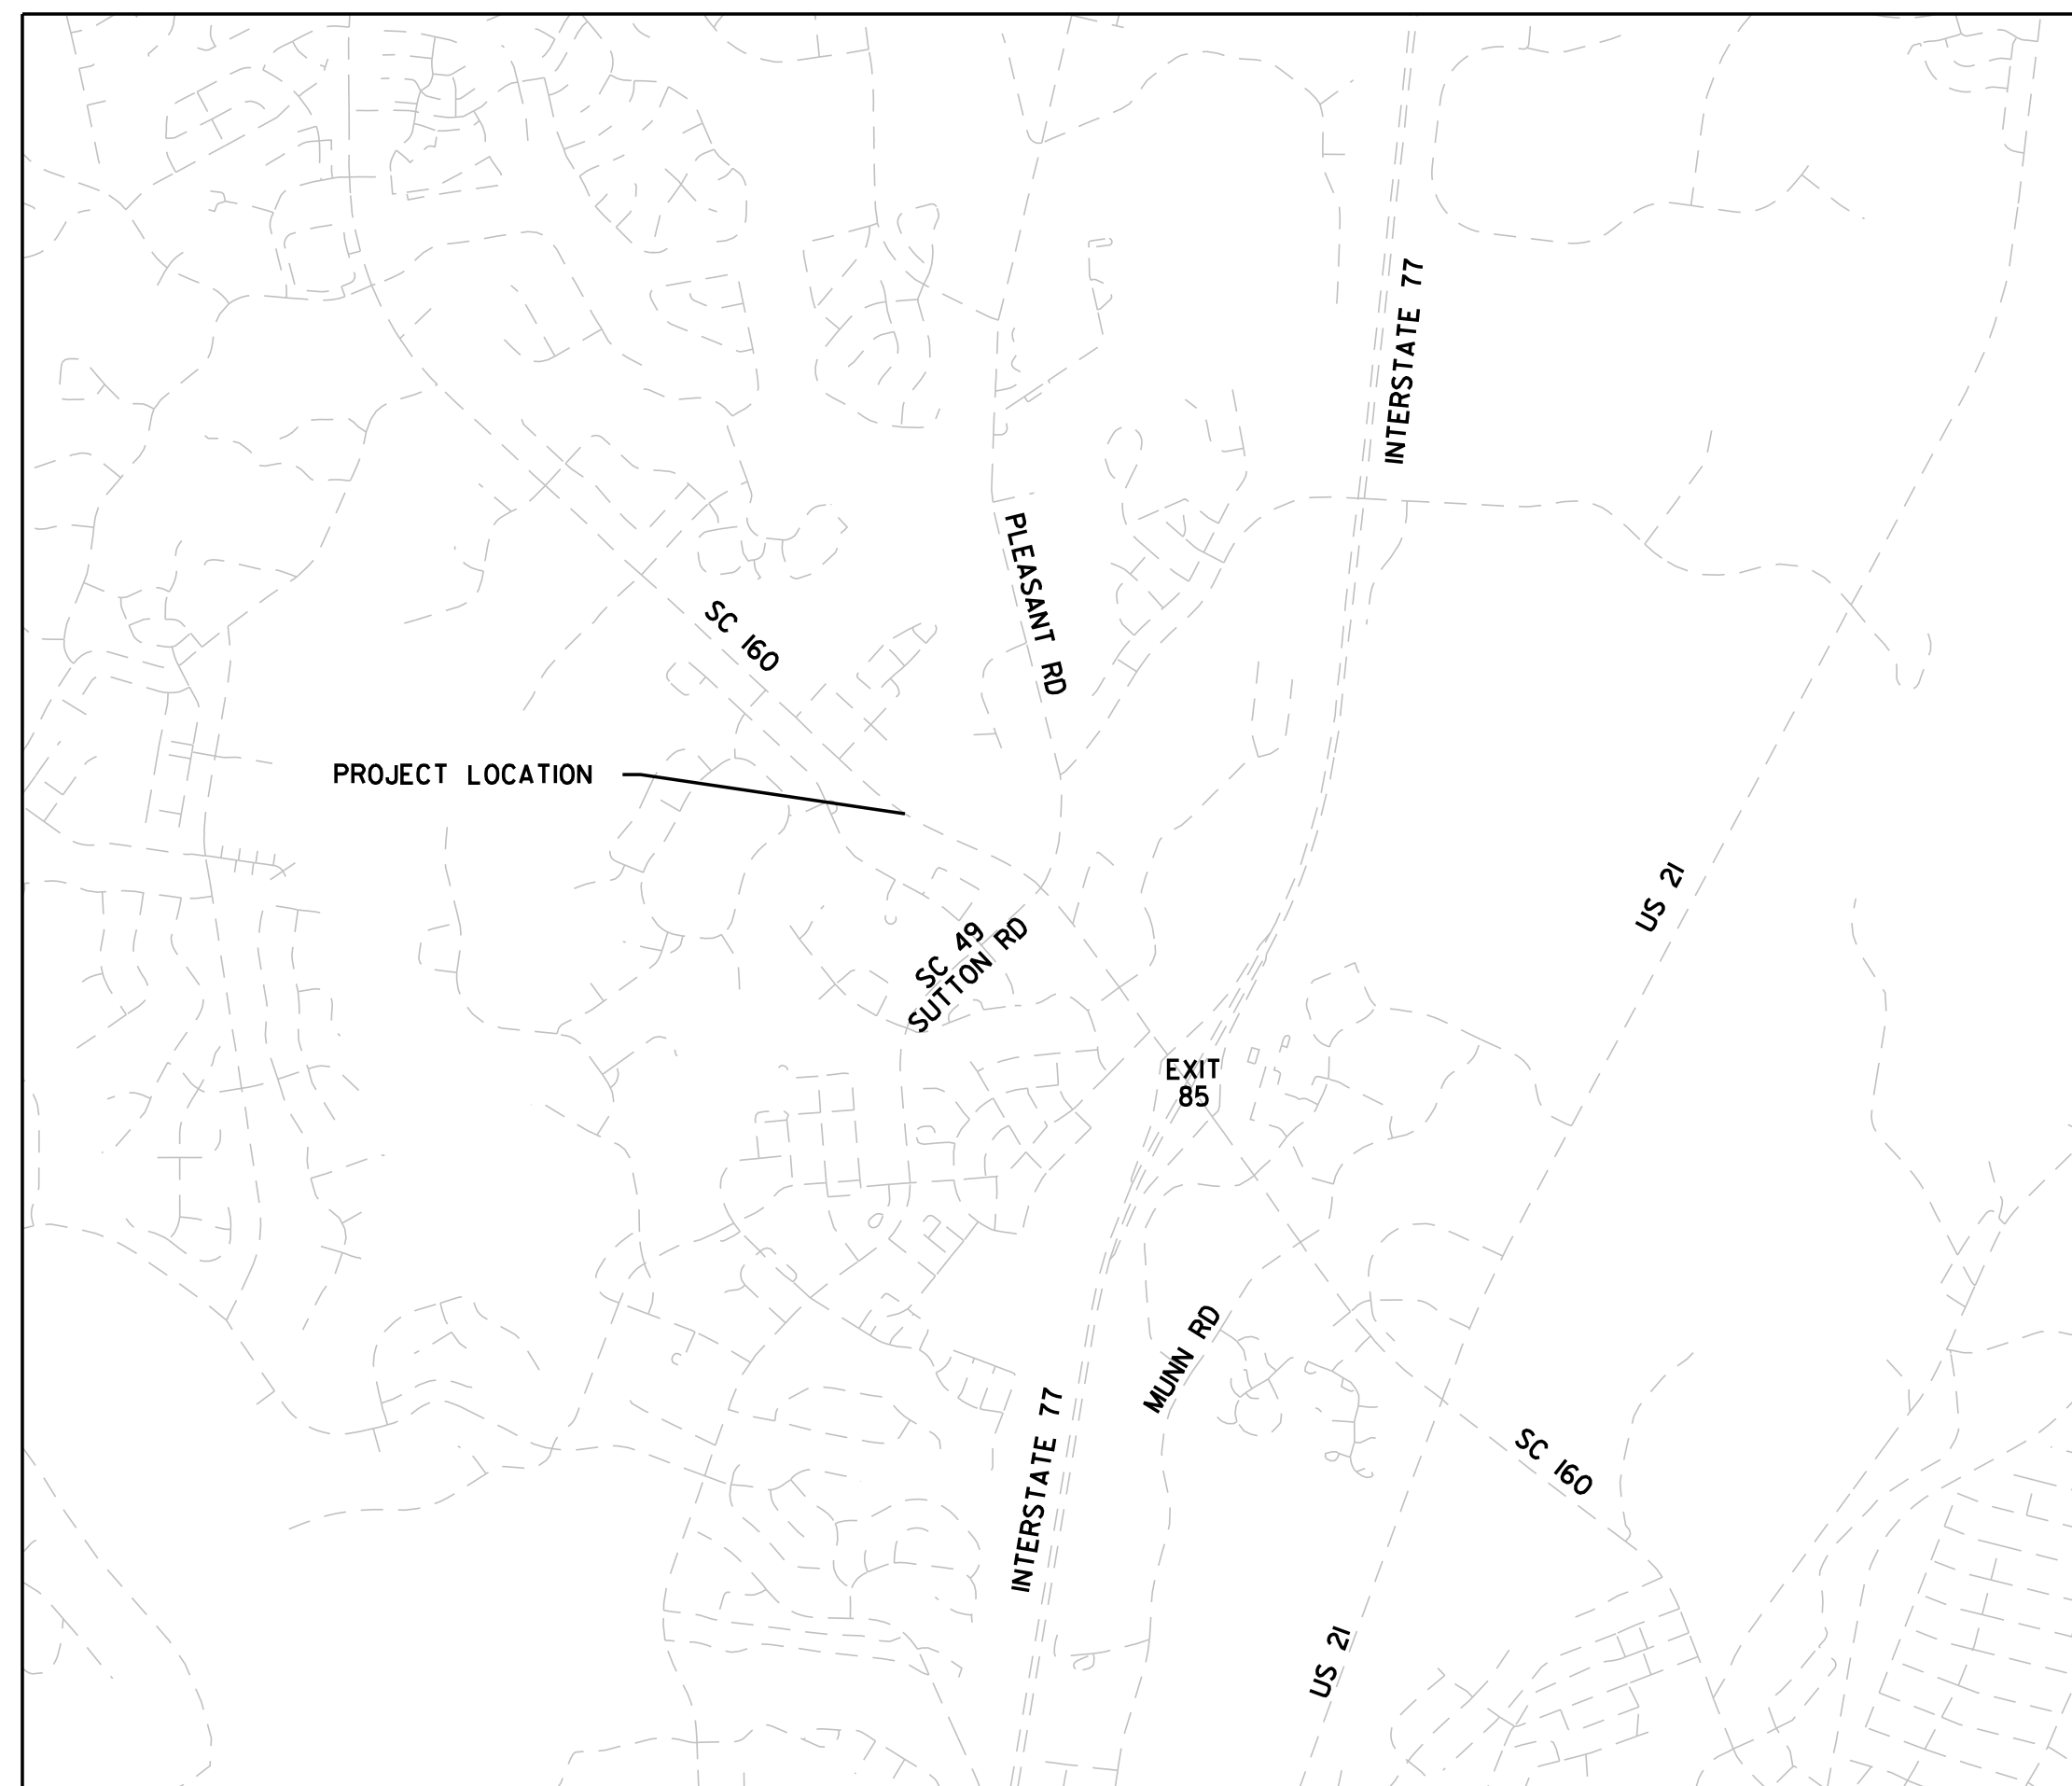 INTERSTATE 77
PLEASANT RD
SC 160
PROJECT LOCATION
US 21
SC 49
SUTTON RD
EXIT
85
MUNN RD
INTERSTATE 77
SC 160
US 21